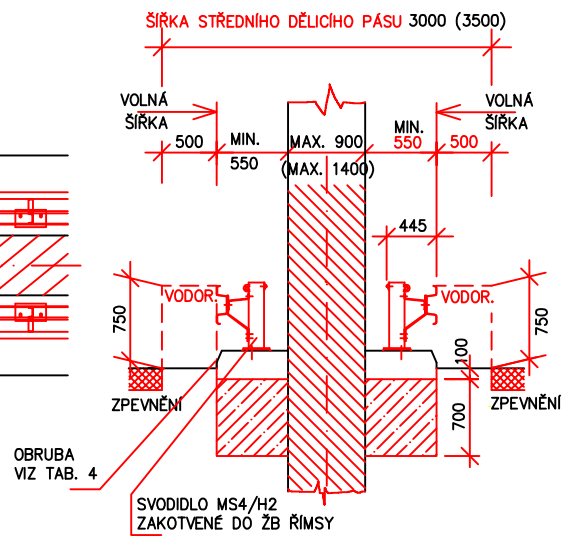 ŠÍŘKA STŘEDNÍHO DĚLICÍHO PÁSU 3000 (3500)
VOLNÁ
ŠÍŘKA
VOLNÁ
ŠÍŘKA
500
MIN.
550
MAX. 900
(MAX. 1400)
MIN.
550
500
445
VODOR.
VODOR.
750
750
100
700
ZPEVNĚNÍ
ZPEVNĚNÍ
OBRUBA
VIZ TAB. 4
SVODIDLO MS4/H2
ZAKOTVENÉ DO ŽB ŘÍMSY